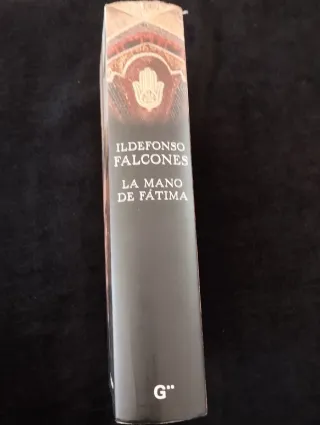 ILDEFONSO
FALCONES
LA MANO
DE FÁTIMA
G··